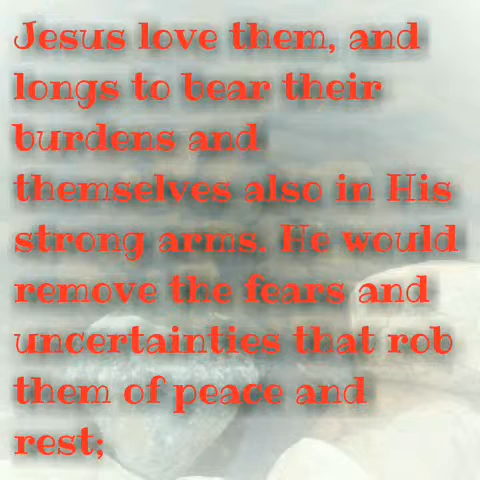 Jesus love them, and
longs to bear their
burdens and
themselves also in His
strong arms. He would
remove the fears and
uncertainties that rob
them of peace and
rest;